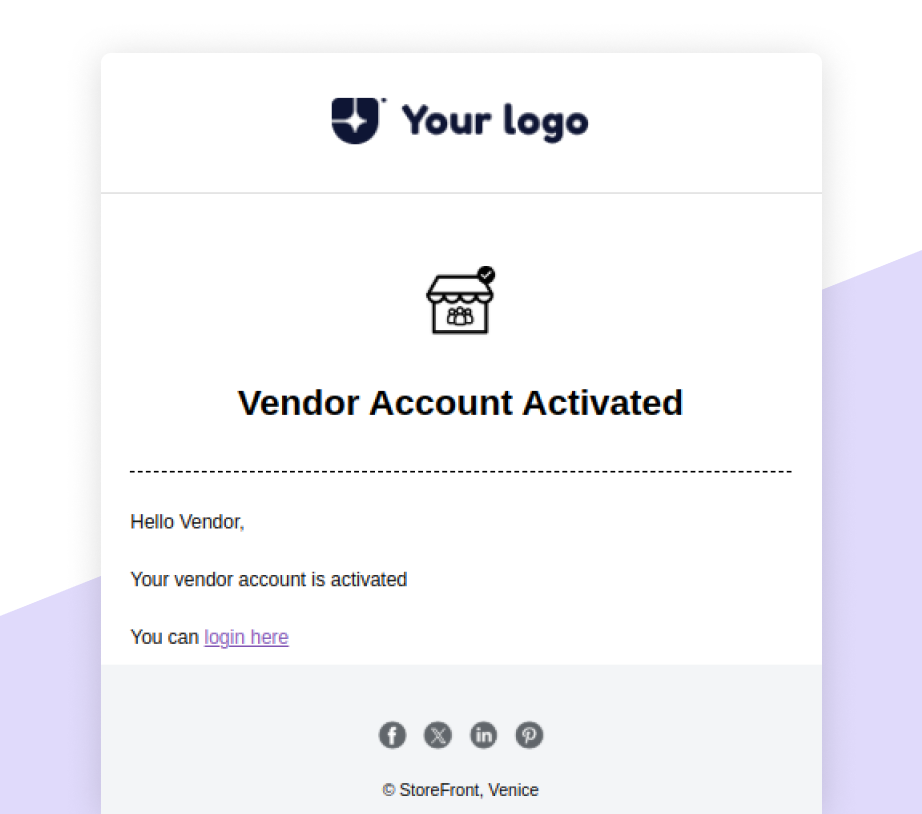 Your logo
Vendor Account Activated
Hello Vendor,
Your vendor account is activated
You can login here
© StoreFront, Venice